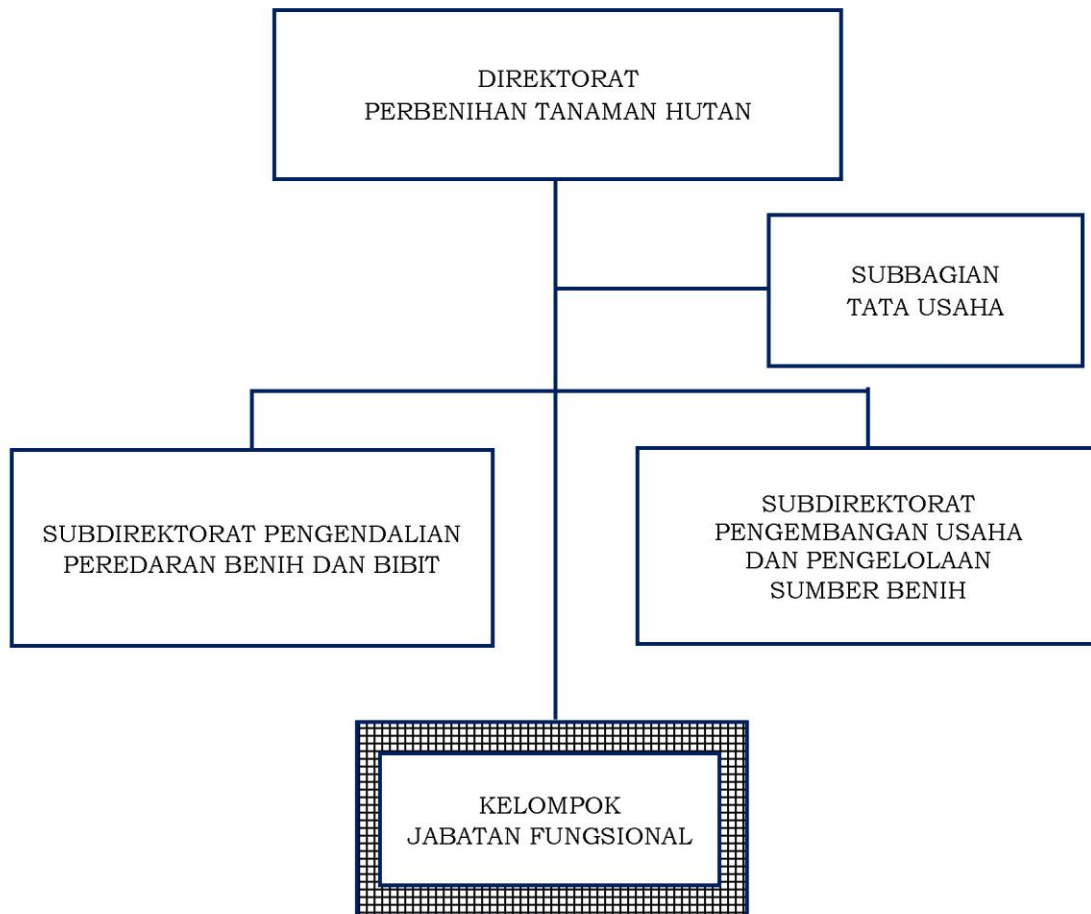 DIREKTORAT
PERBENIHAN TANAMAN HUTAN
SUBBAGIAN
TATA USAHA
SUBDIREKTORAT PENGENDALIAN
PEREDARAN BENIH DAN BIBIT
SUBDIREKTORAT
PENGEMBANGAN USAHA
DAN PENGELOLAAN
SUMBER BENIH
KELOMPOK
JABATAN FUNGSIONAL